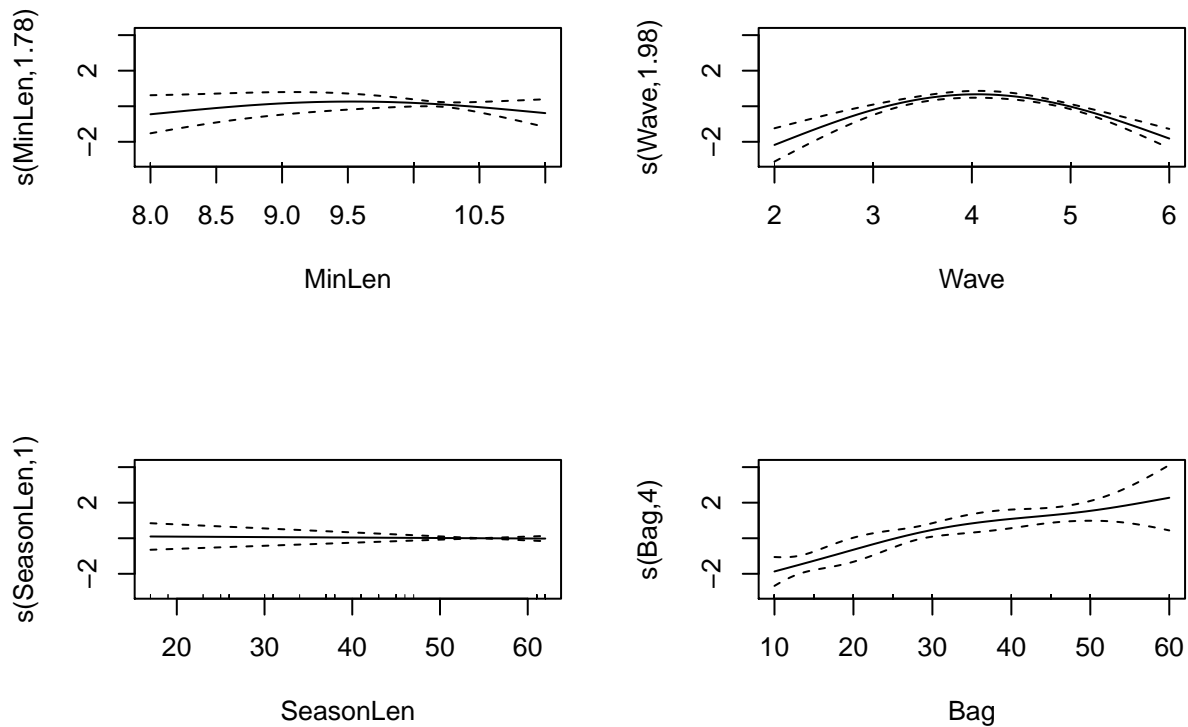 s(MinLen,1.78)
2
−2
8.0 8.5 9.0 9.5 10.5
MinLen
s(Wave,1.98)
2
−2
2 3 4 5 6
Wave
s(SeasonLen,1)
2
−2
20 30 40 50 60
SeasonLen
s(Bag,4)
2
−2
10 20 30 40 50 60
Bag